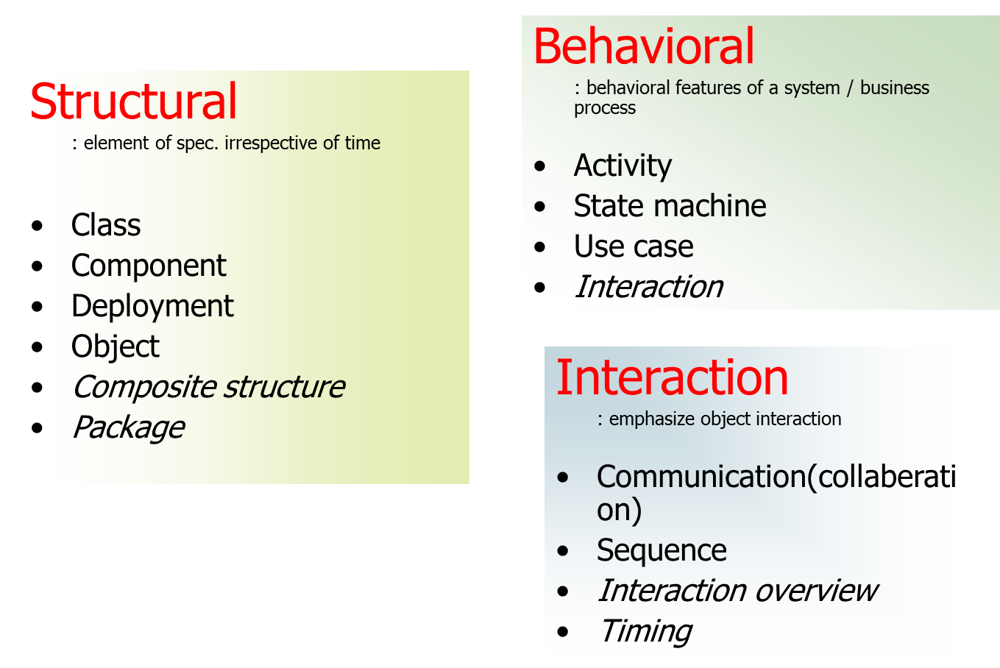 Structural
: element of spec. irrespective of time
• Class
• Component
• Deployment
• Object
• Composite structure
• Package
Behavioral
: behavioral features of a system / business
process
• Activity
• State machine
• Use case
• Interaction
Interaction
: emphasize object interaction
• Communication(collaberati
on)
• Sequence
• Interaction overview
• Timing